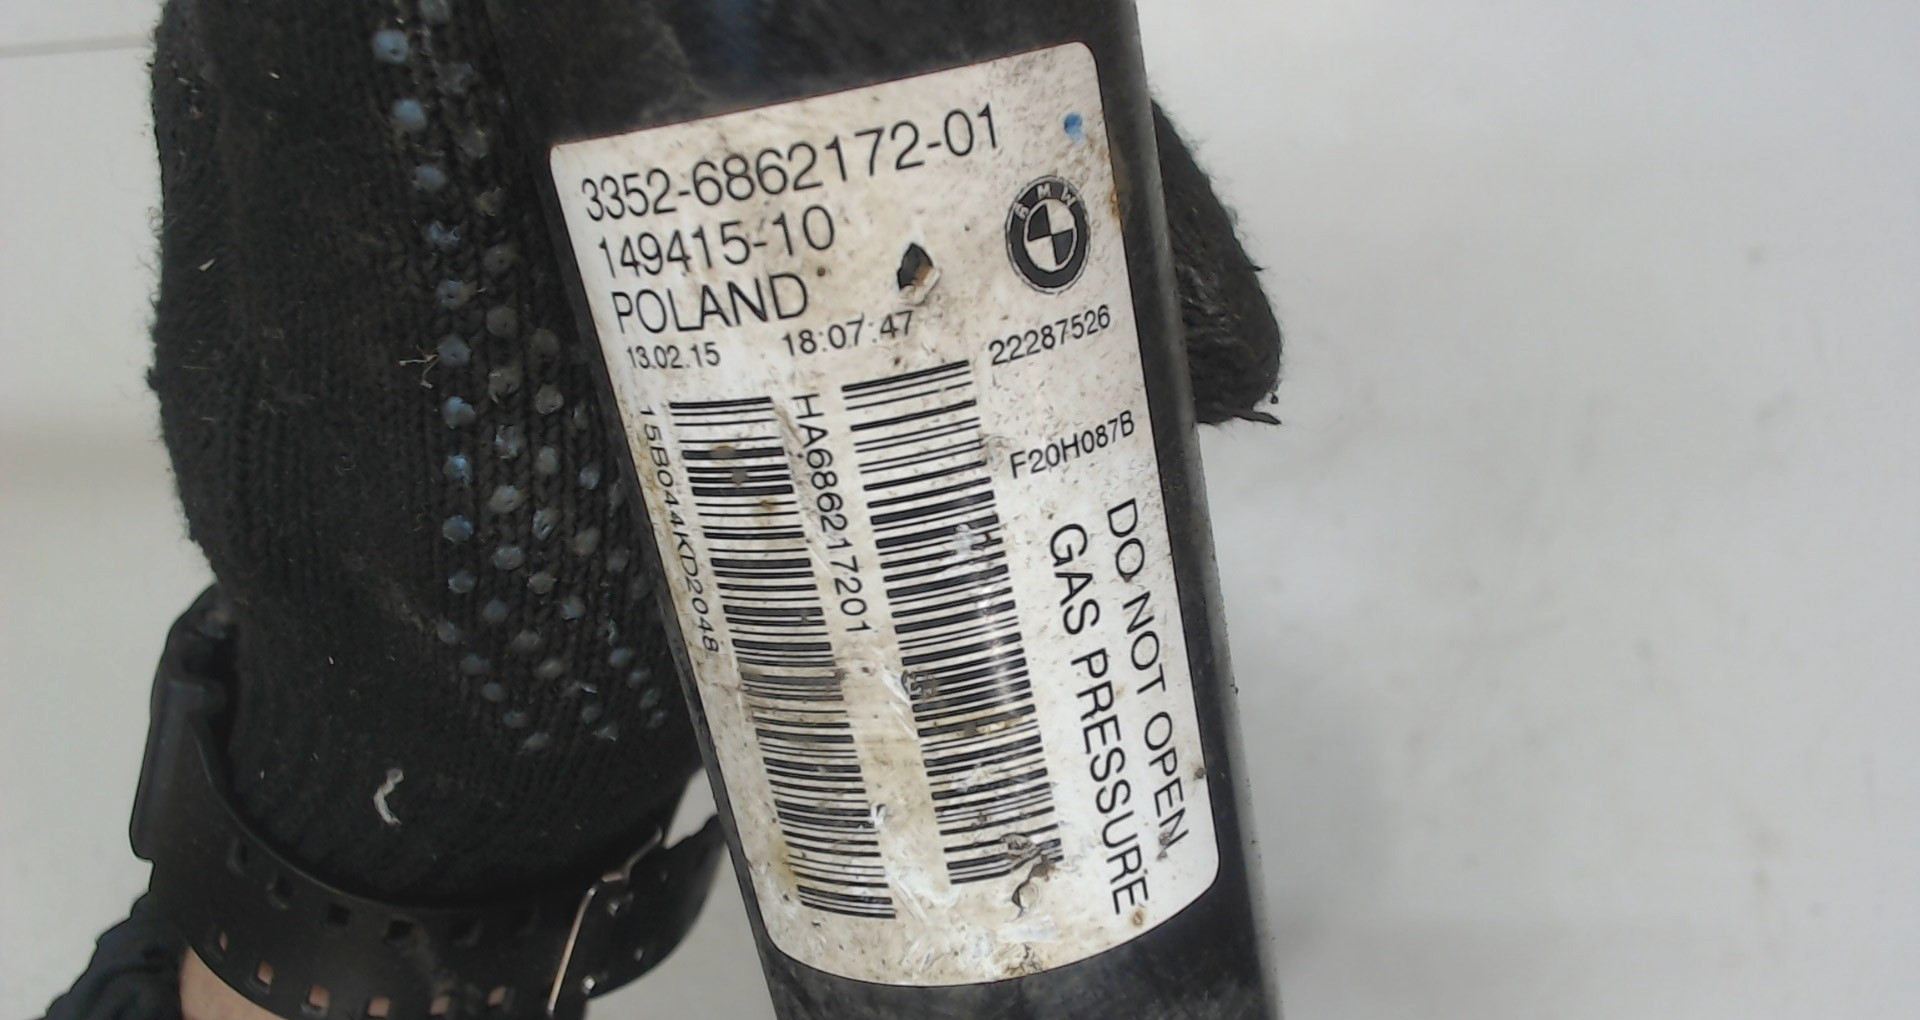 3352-6862172-01
149415-10
POLAND
BMW
13.02.15 18:07:47
22287526
F20H087B
15B044KD2048
HA686217201
DO NOT OPEN
GAS PRESSURE